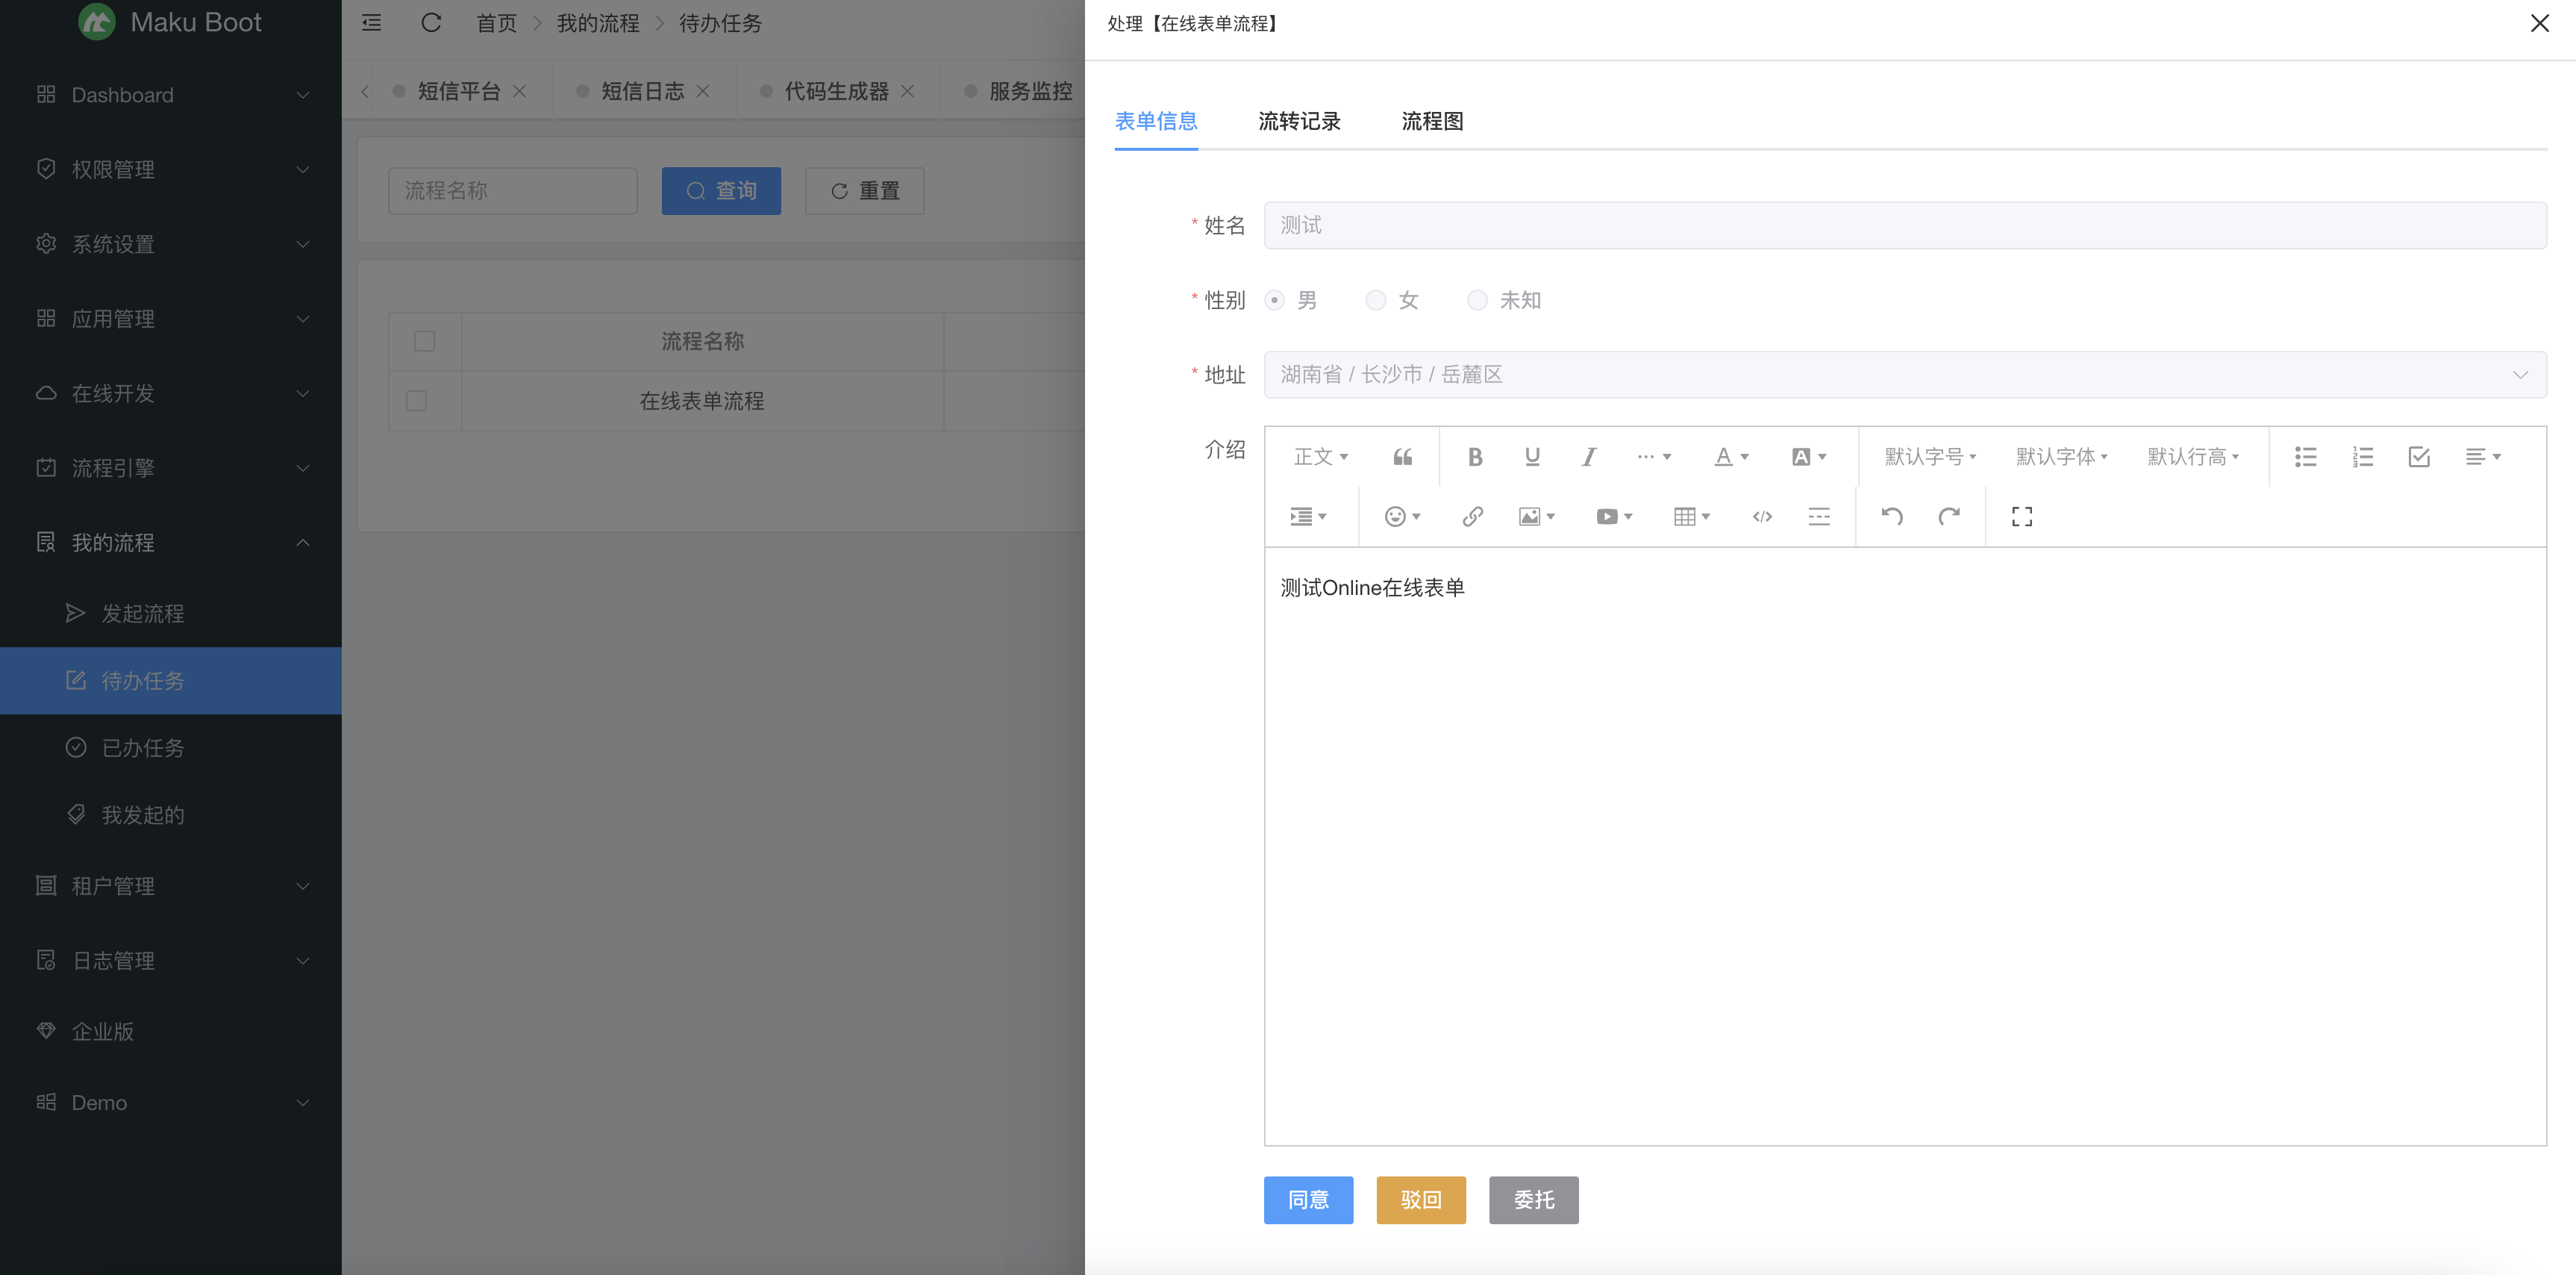 Maku Boot
Dashboard
权限管理
系统设置
应用管理
在线开发
流程引擎
我的流程
发起流程
待办任务
已办任务
我发起的
租户管理
日志管理
企业版
Demo
首页 > 我的流程 > 待办任务
短信平台 短信日志 代码生成器 服务监控
流程名称 查询 重置
流程名称
在线表单流程
处理【在线表单流程】
表单信息 流转记录 流程图
* 姓名 测试
* 性别 男 女 未知
* 地址 湖南省 / 长沙市 / 岳麓区
介绍 正文 默认字号 默认字体 默认行高
测试Online在线表单
同意 驳回 委托